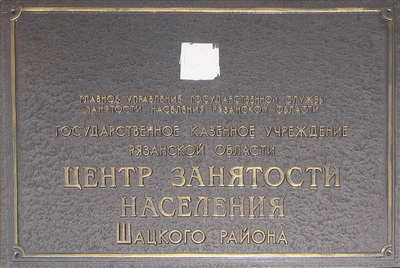 ГЛАВНОЕ УПРАВЛЕНИЕ ГОСУДАРСТВЕННОЙ СЛУЖБЫ
ЗАНЯТОСТИ НАСЕЛЕНИЯ РЯЗАНСКОЙ ОБЛАСТИ
ГОСУДАРСТВЕННОЕ КАЗЕННОЕ УЧРЕЖДЕНИЕ
РЯЗАНСКОЙ ОБЛАСТИ
ЦЕНТР ЗАНЯТОСТИ
НАСЕЛЕНИЯ
ШАЦКОГО РАЙОНА